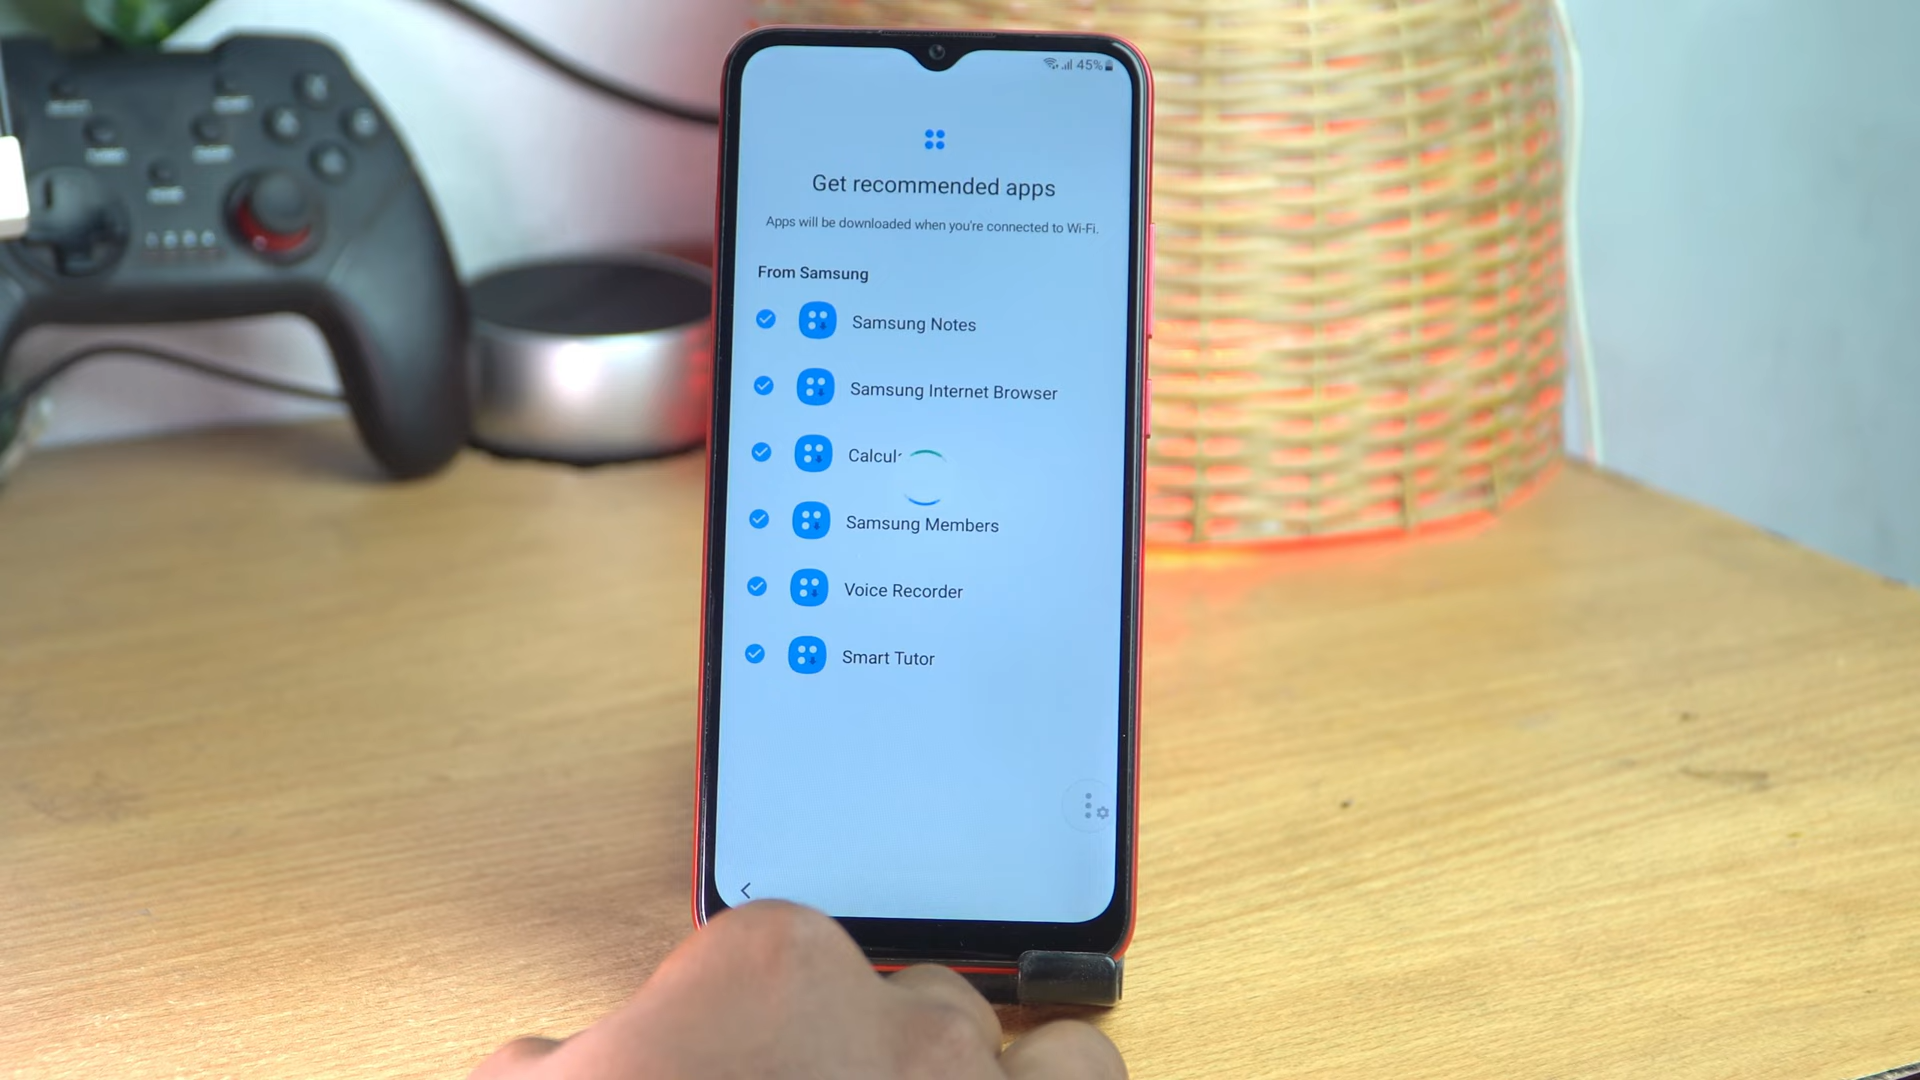 45%
Get recommended apps
Apps will be downloaded when you're connected to Wi-Fi.
From Samsung
Samsung Notes
Samsung Internet Browser
Calcul
Samsung Members
Voice Recorder
Smart Tutor